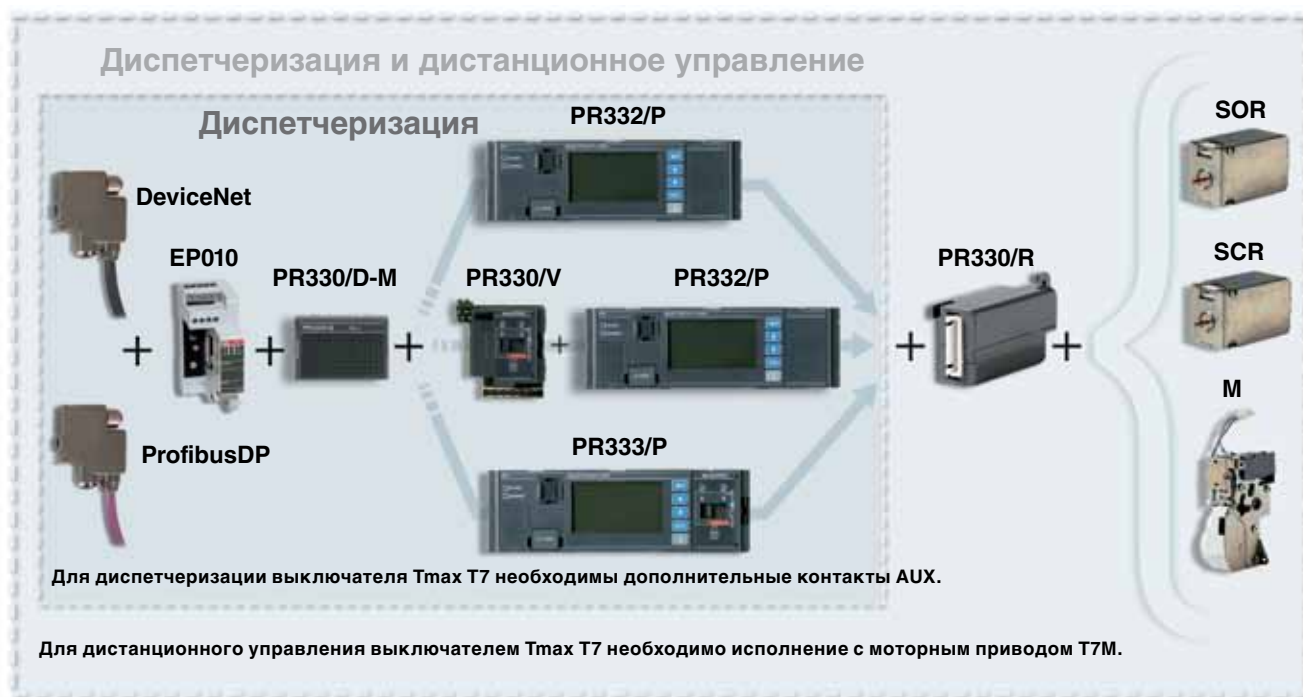 Диспетчеризация и дистанционное управление
Диспетчеризация
PR332/P
SOR
DeviceNet
EP010
PR330/D-M
PR330/V
PR332/P
PR330/R
SCR
M
ProfibusDP
PR333/P
Для диспетчеризации выключателя Tmax T7 необходимы дополнительные контакты AUX.
Для дистанционного управления выключателем Tmax T7 необходимо исполнение с моторным приводом T7M.